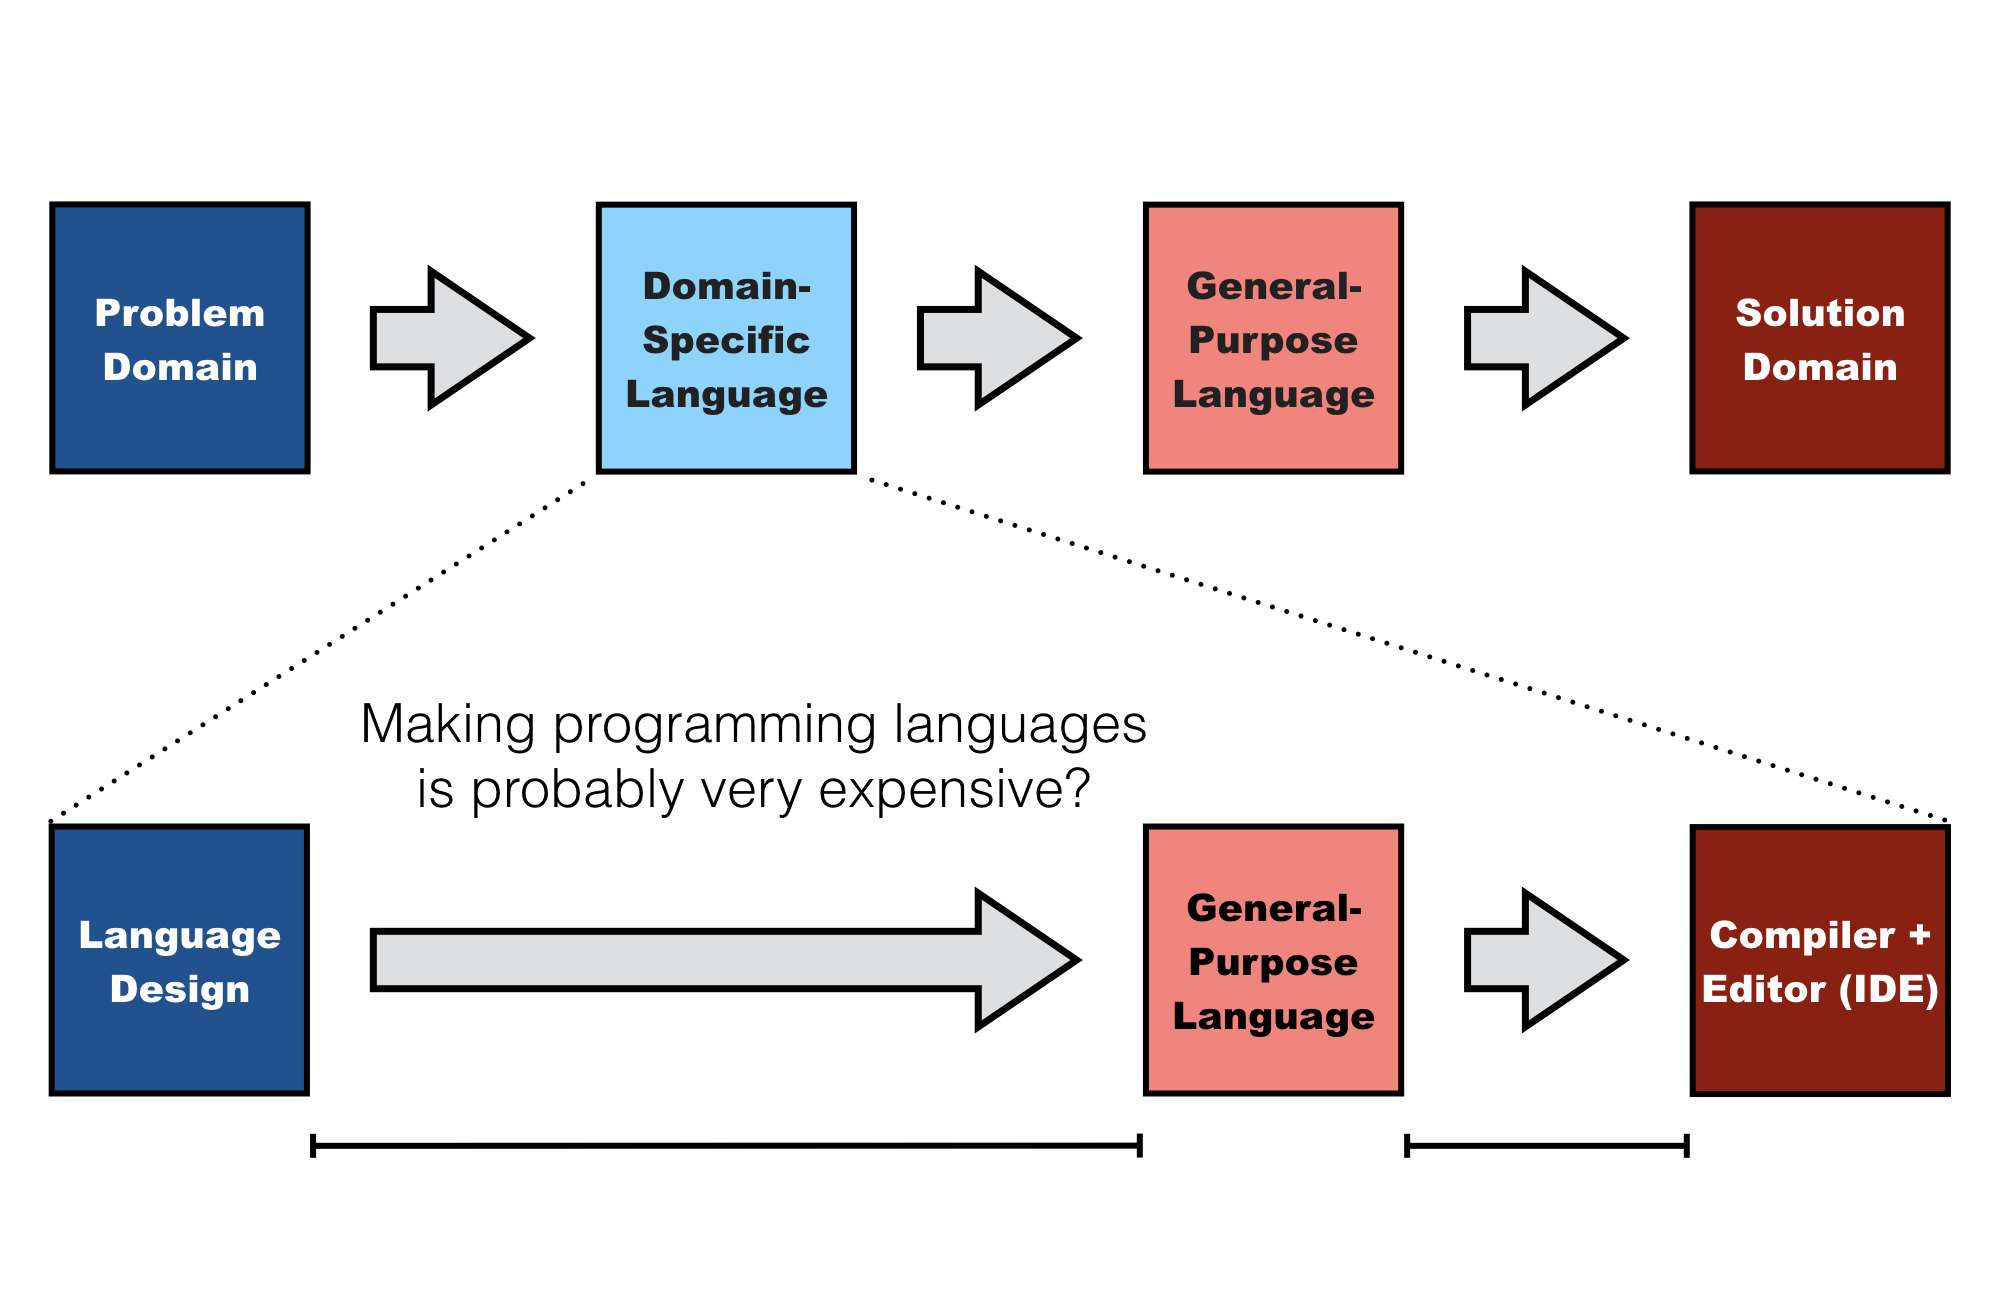 Problem
Domain
Domain-
Specific
Language
General-
Purpose
Language
Solution
Domain
Making programming languages
is probably very expensive?
Language
Design
General-
Purpose
Language
Compiler +
Editor (IDE)